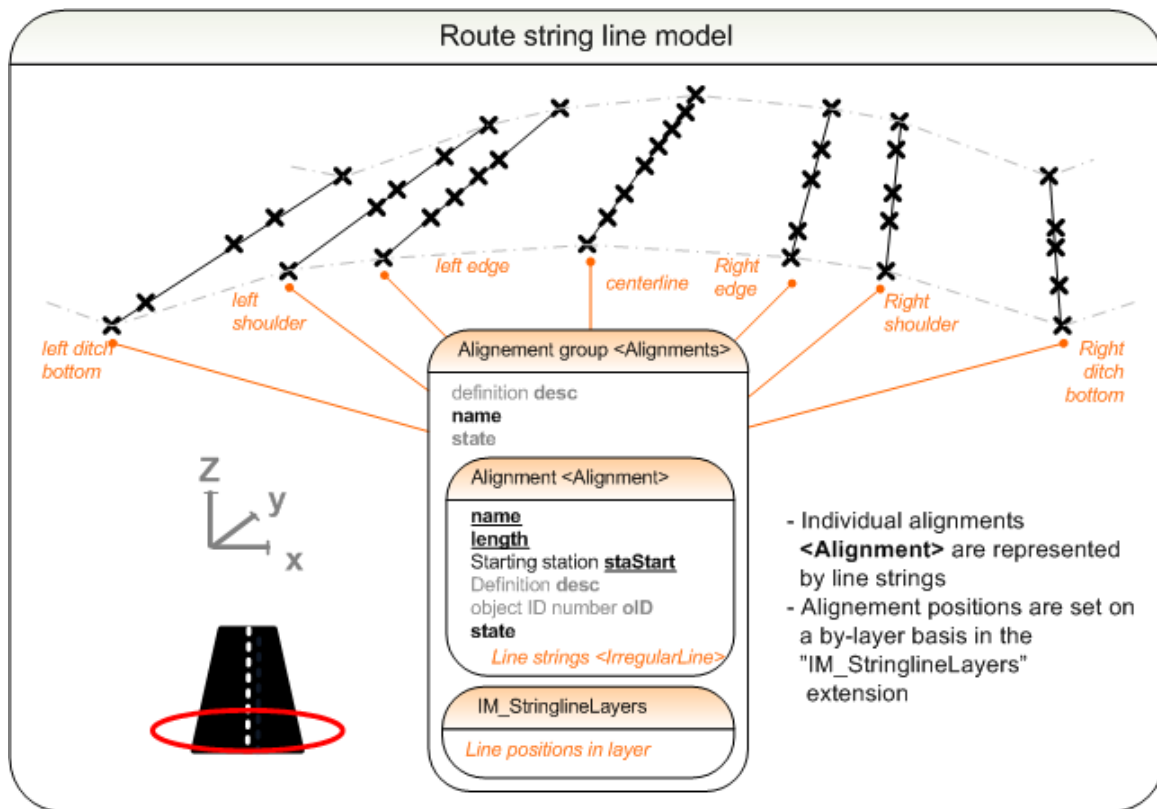 Route string line model
left edge
centerline
Right
edge
left
shoulder
Right
shoulder
left ditch
bottom
Right
ditch
bottom
Alignement group <Alignments>
definition desc
name
state
Alignment <Alignment>
name
length
Starting station staStart
Definition desc
object ID number oID
state
Line strings <IrregularLine>
IM_StringlineLayers
Line positions in layer
Z
y
x
- Individual alignments
<Alignment> are represented
by line strings
- Alignement positions are set on
a by-layer basis in the
"IM_StringlineLayers"
extension